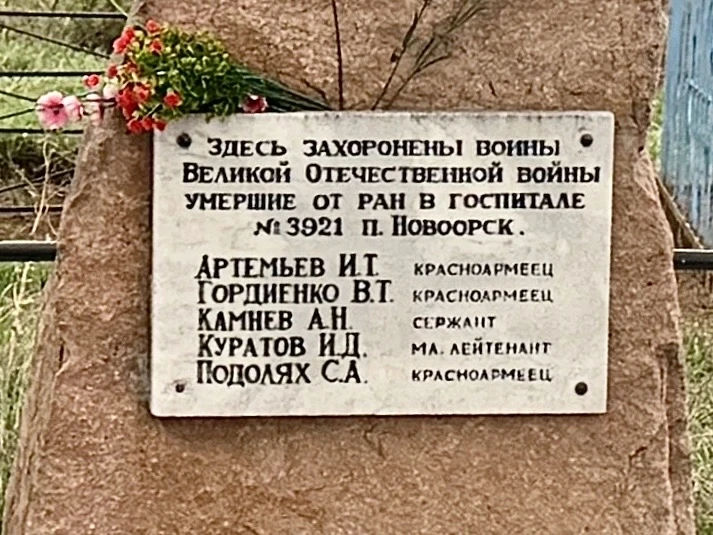 Здесь захоронены воины
Великой Отечественной войны
умершие от ран в госпитале
№ 3921 п. Новоорск.
Артемьев И.Т. красноармеец
Гордиенко В.Т. красноармеец
Камнев А.Н. сержант
Куратов И.Д. мл. лейтенант
Подолях С.А. красноармеец